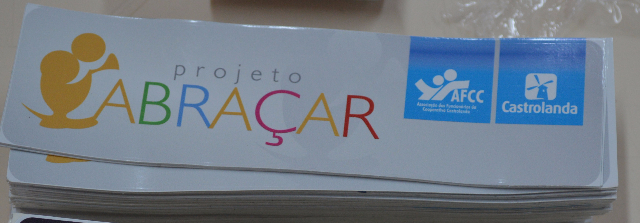 projeto
ABRAÇAR
AFCC
Associação dos Funcionários da
Cooperativa Castrolanda
Castrolanda